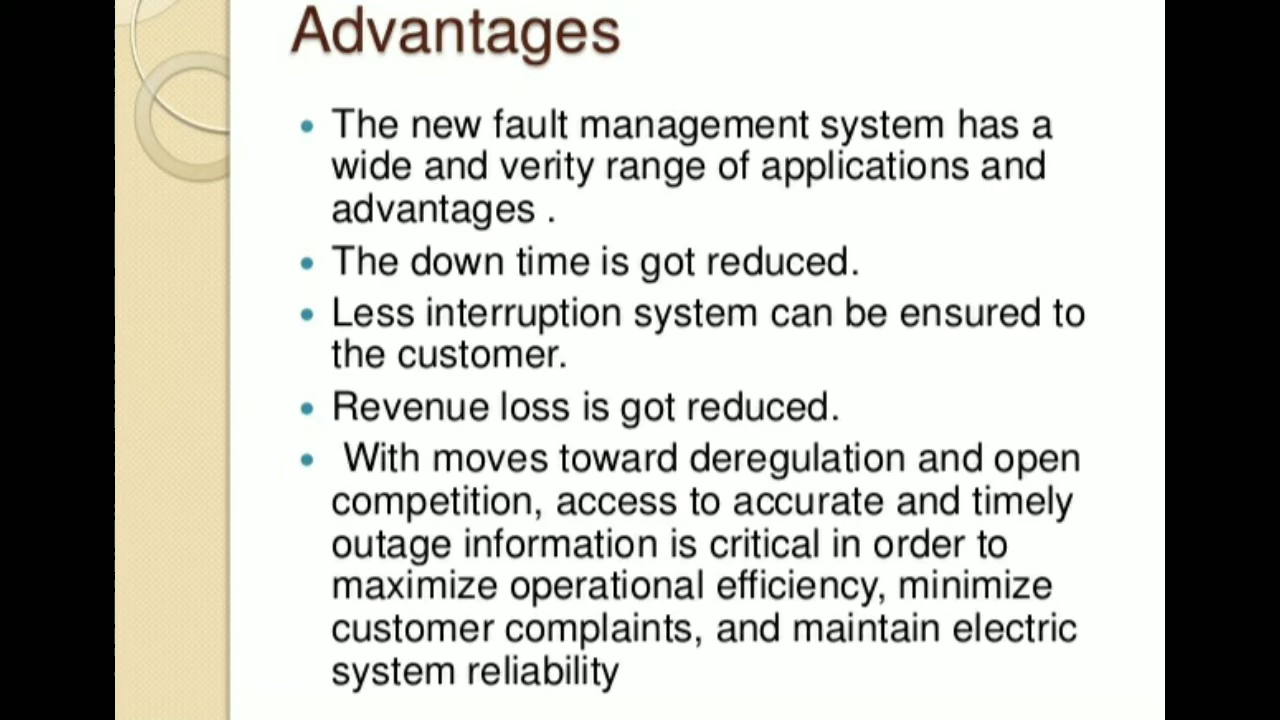 Advantages
The new fault management system has a
wide and verity range of applications and
advantages .
The down time is got reduced.
Less interruption system can be ensured to
the customer.
Revenue loss is got reduced.
With moves toward deregulation and open
competition, access to accurate and timely
outage information is critical in order to
maximize operational efficiency, minimize
customer complaints, and maintain electric
system reliability